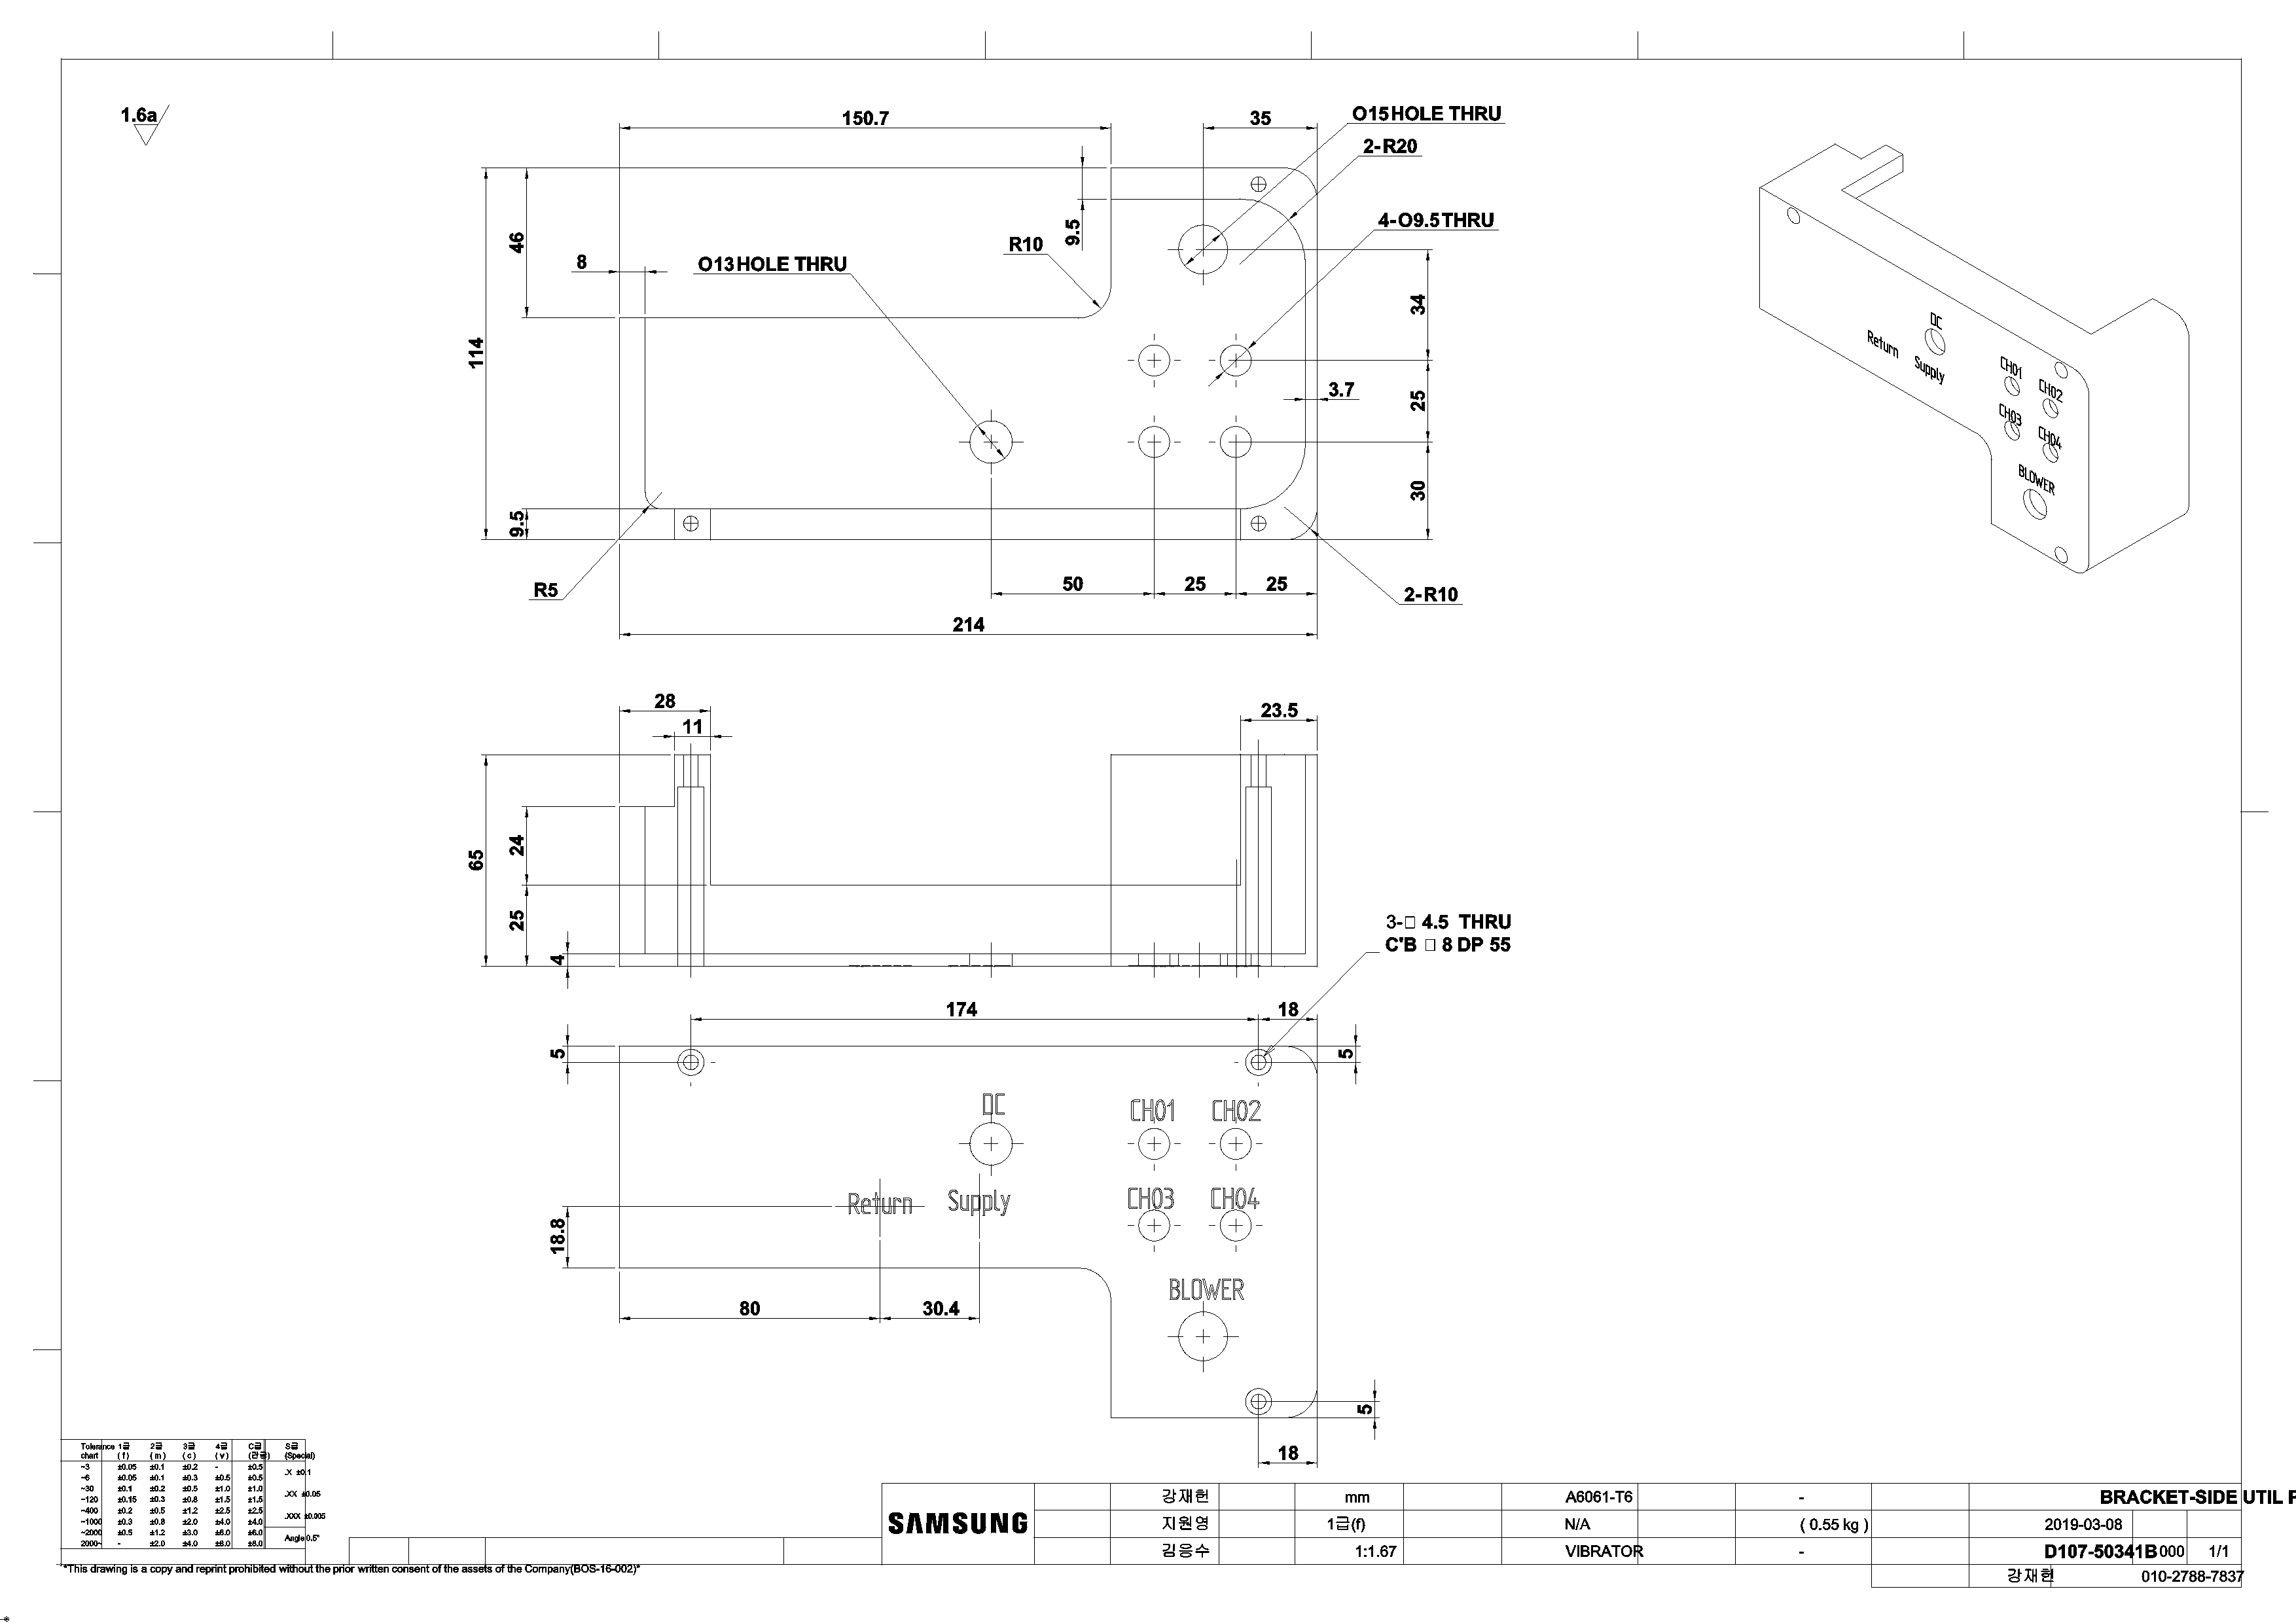 1.6a
150.7
35
O15 HOLE THRU
2-R20
4-O9.5 THRU
46
9.5
R10
8
O13 HOLE THRU
34
114
3.7
25
30
9.5
R5
50
25
25
2-R10
214
28
11
23.5
65
24
25
4
3-□ 4.5 THRU
C'B □ 8 DP 55
174
18
5
5
DC
CH01
CH02
Return
Supply
CH03
CH04
18.8
BLOWER
80
30.4
5
18
DC
Return
Supply
CH01
CH02
CH03
CH04
BLOWER
Tolerance 1급 2급 3급 4급 C급 S급
chart (f) (m) (c) (v) (관급) (Special)
~3 ±0.05 ±0.1 ±0.2 - ±0.5
.X ±0.1
~6 ±0.05 ±0.1 ±0.3 ±0.5 ±0.5
~30 ±0.1 ±0.2 ±0.5 ±1.0 ±1.0
.XX ±0.05
~120 ±0.15 ±0.3 ±0.8 ±1.5 ±1.5
~400 ±0.2 ±0.5 ±1.2 ±2.5 ±2.5
.XXX ±0.005
~1000 ±0.3 ±0.8 ±2.0 ±4.0 ±4.0
~2000 ±0.5 ±1.2 ±3.0 ±6.0 ±6.0
Angle 0.5°
2000~ - ±2.0 ±4.0 ±8.0 ±8.0
SAMSUNG
강재헌 mm A6061-T6 - BRACKET-SIDE UTIL
지원영 1급(f) N/A ( 0.55 kg ) 2019-03-08
김응수 1:1.67 VIBRATOR - D107-50341B 000 1/1
강재헌 010-2788-7837
"This drawing is a copy and reprint prohibited without the prior written consent of the assets of the Company(BOS-16-002)"